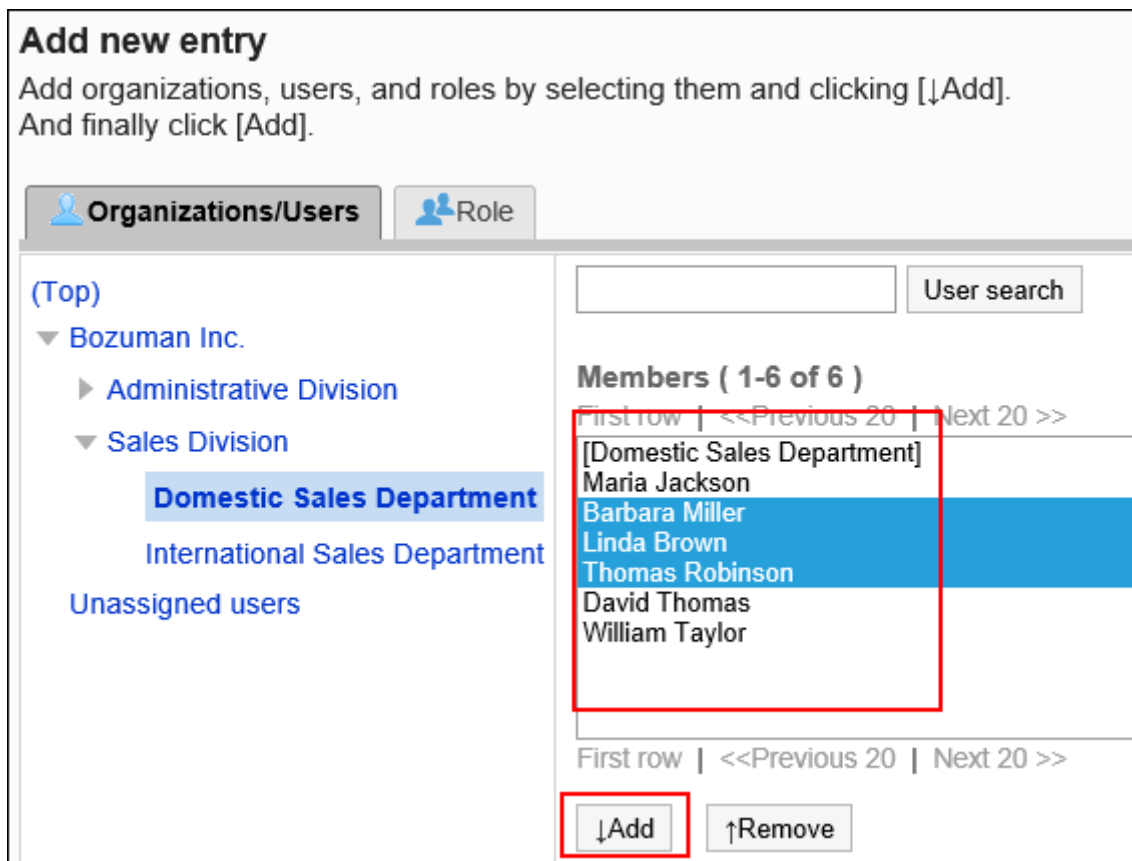 Add new entry
Add organizations, users, and roles by selecting them and clicking [↓Add].
And finally click [Add].
Organizations/Users
Role
(Top)
Bozuman Inc.
Administrative Division
Sales Division
Domestic Sales Department
International Sales Department
Unassigned users
User search
Members ( 1-6 of 6 )
First row | <<Previous 20 | Next 20 >>
[Domestic Sales Department]
Maria Jackson
Barbara Miller
Linda Brown
Thomas Robinson
David Thomas
William Taylor
First row | <<Previous 20 | Next 20 >>
↓Add
↑Remove